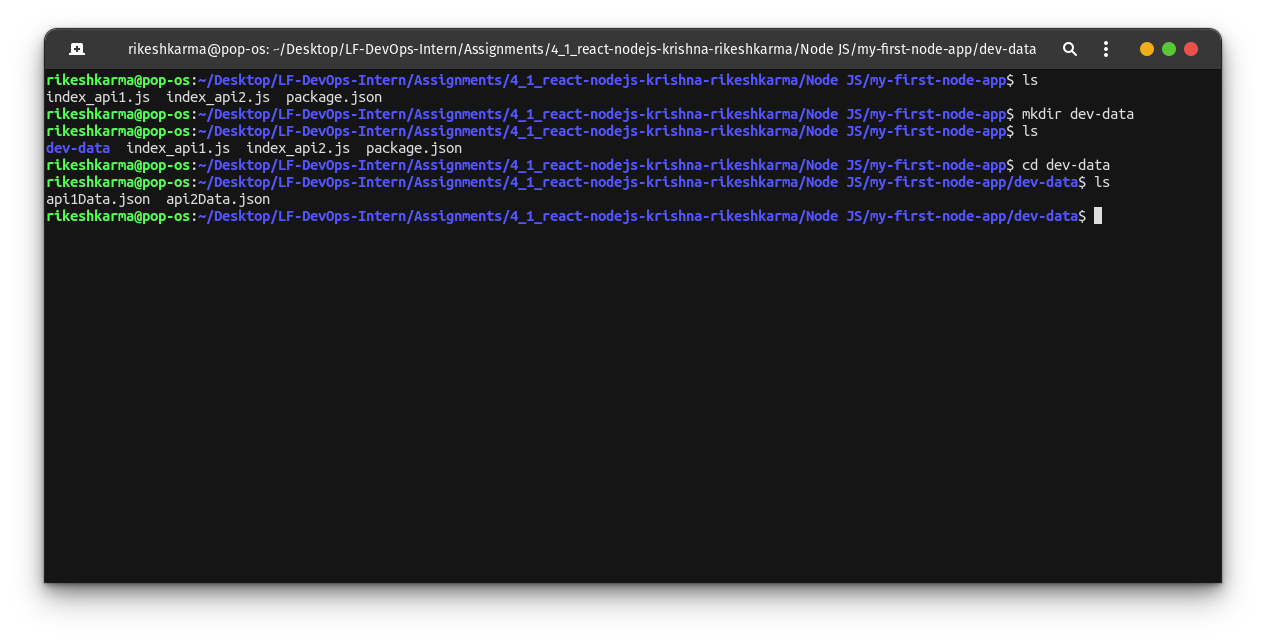 rikeshkarma@pop-os: ~/Desktop/LF-DevOps-Intern/Assignments/4_1_react-nodejs-krishna-rikeshkarma/Node JS/my-first-node-app/dev-data
rikeshkarma@pop-os:~/Desktop/LF-DevOps-Intern/Assignments/4_1_react-nodejs-krishna-rikeshkarma/Node JS/my-first-node-app$ ls
index_api1.js  index_api2.js  package.json
rikeshkarma@pop-os:~/Desktop/LF-DevOps-Intern/Assignments/4_1_react-nodejs-krishna-rikeshkarma/Node JS/my-first-node-app$ mkdir dev-data
rikeshkarma@pop-os:~/Desktop/LF-DevOps-Intern/Assignments/4_1_react-nodejs-krishna-rikeshkarma/Node JS/my-first-node-app$ ls
dev-data  index_api1.js  index_api2.js  package.json
rikeshkarma@pop-os:~/Desktop/LF-DevOps-Intern/Assignments/4_1_react-nodejs-krishna-rikeshkarma/Node JS/my-first-node-app$ cd dev-data
rikeshkarma@pop-os:~/Desktop/LF-DevOps-Intern/Assignments/4_1_react-nodejs-krishna-rikeshkarma/Node JS/my-first-node-app/dev-data$ ls
api1Data.json  api2Data.json
rikeshkarma@pop-os:~/Desktop/LF-DevOps-Intern/Assignments/4_1_react-nodejs-krishna-rikeshkarma/Node JS/my-first-node-app/dev-data$